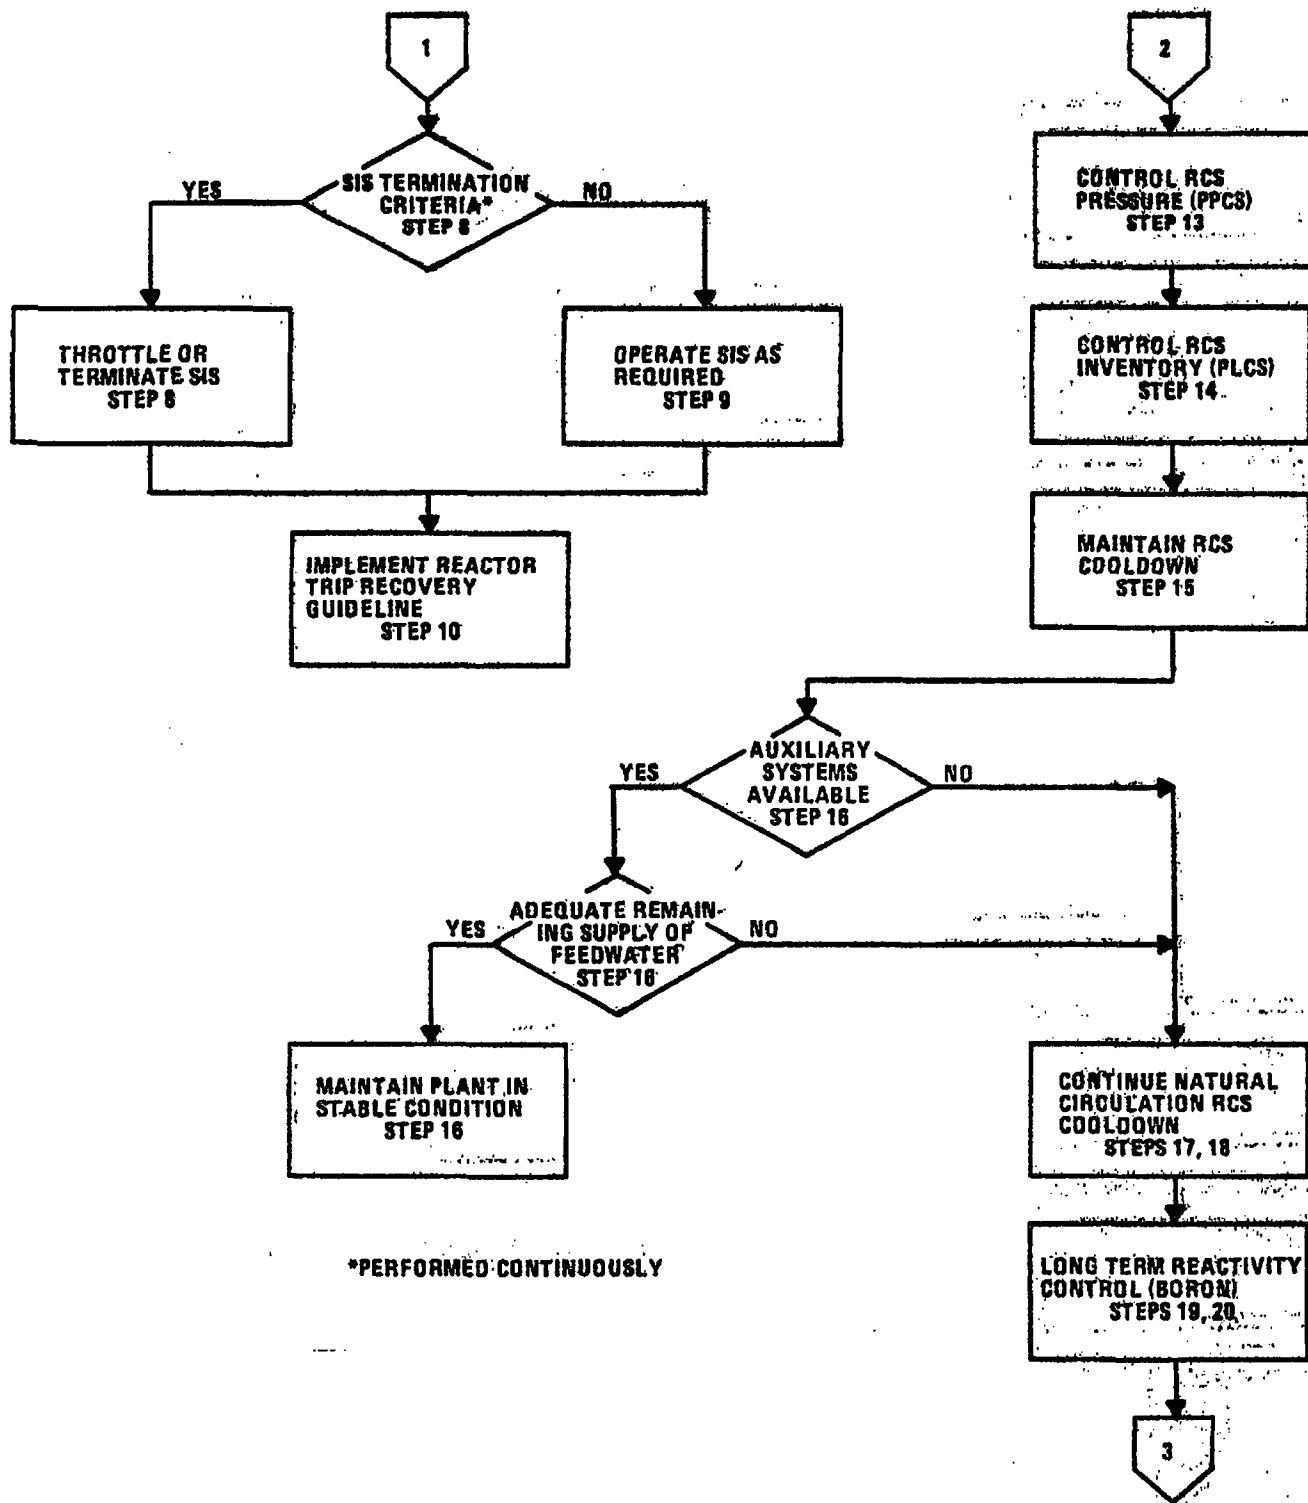 1
SIS TERMINATION
CRITERIA*
STEP 8
YES
NO
THROTTLE OR
TERMINATE SIS
STEP 8
OPERATE SIS AS
REQUIRED
STEP 9
IMPLEMENT REACTOR
TRIP RECOVERY
GUIDELINE
STEP 10
2
CONTROL RCS
PRESSURE (PPCS)
STEP 13
CONTROL RCS
INVENTORY (PLCS)
STEP 14
MAINTAIN RCS
COOLDOWN
STEP 15
AUXILIARY
SYSTEMS
AVAILABLE
STEP 16
YES
NO
ADEQUATE REMAIN-
ING SUPPLY OF
FEEDWATER
STEP 16
YES
NO
MAINTAIN PLANT IN
STABLE CONDITION
STEP 16
CONTINUE NATURAL
CIRCULATION RCS
COOLDOWN
STEPS 17, 18
LONG TERM REACTIVITY
CONTROL (BORON)
STEPS 19, 20
3
*PERFORMED CONTINUOUSLY